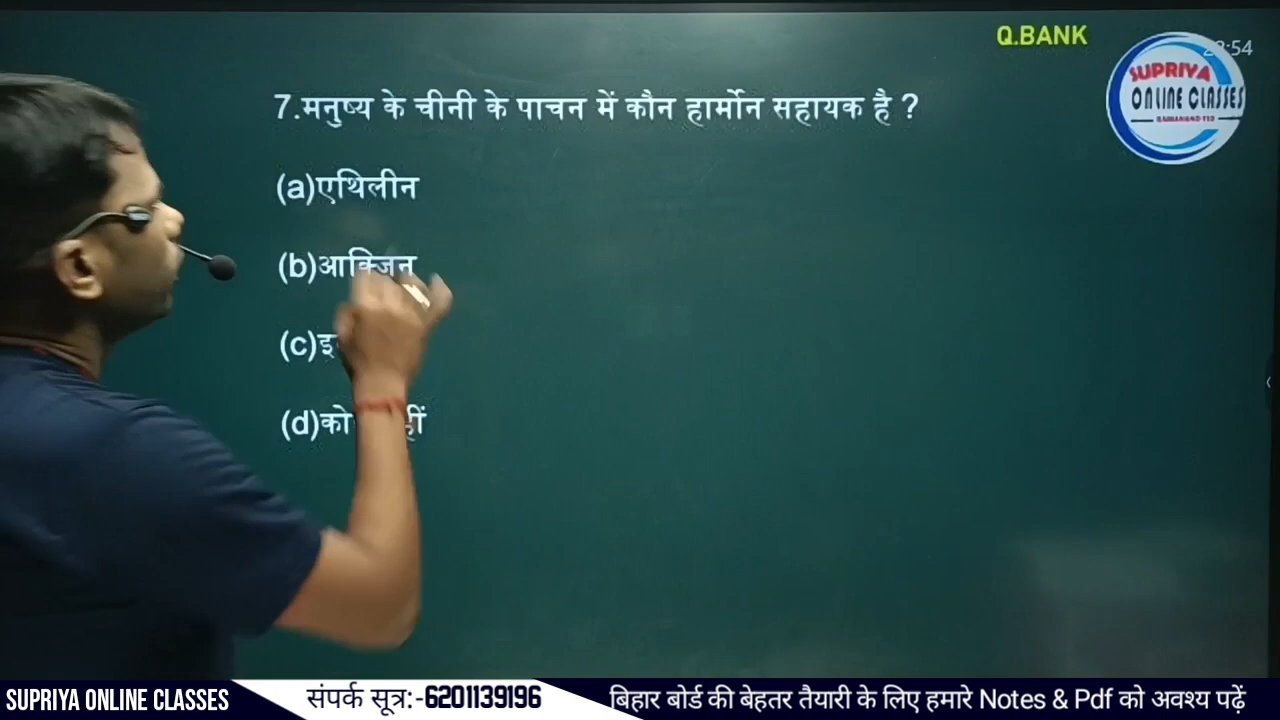 Q.BANK
SUPRIYA
ONLINE CLASSES
7.मनुष्य के चीनी के पाचन में कौन हार्मोन सहायक है ?
(a)एथिलीन
(b)आक्जिन
(c)
(d)
SUPRIYA ONLINE CLASSES
संपर्क सूत्र:-6201139196
बिहार बोर्ड की बेहतर तैयारी के लिए हमारे Notes & Pdf को अवश्य पढ़ें